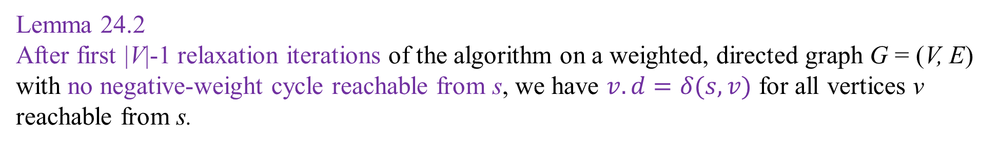 Lemma 24.2
After first |V|-1 relaxation iterations of the algorithm on a weighted, directed graph G = (V, E)
with no negative-weight cycle reachable from s, we have v.d = δ(s, v) for all vertices v
reachable from s.